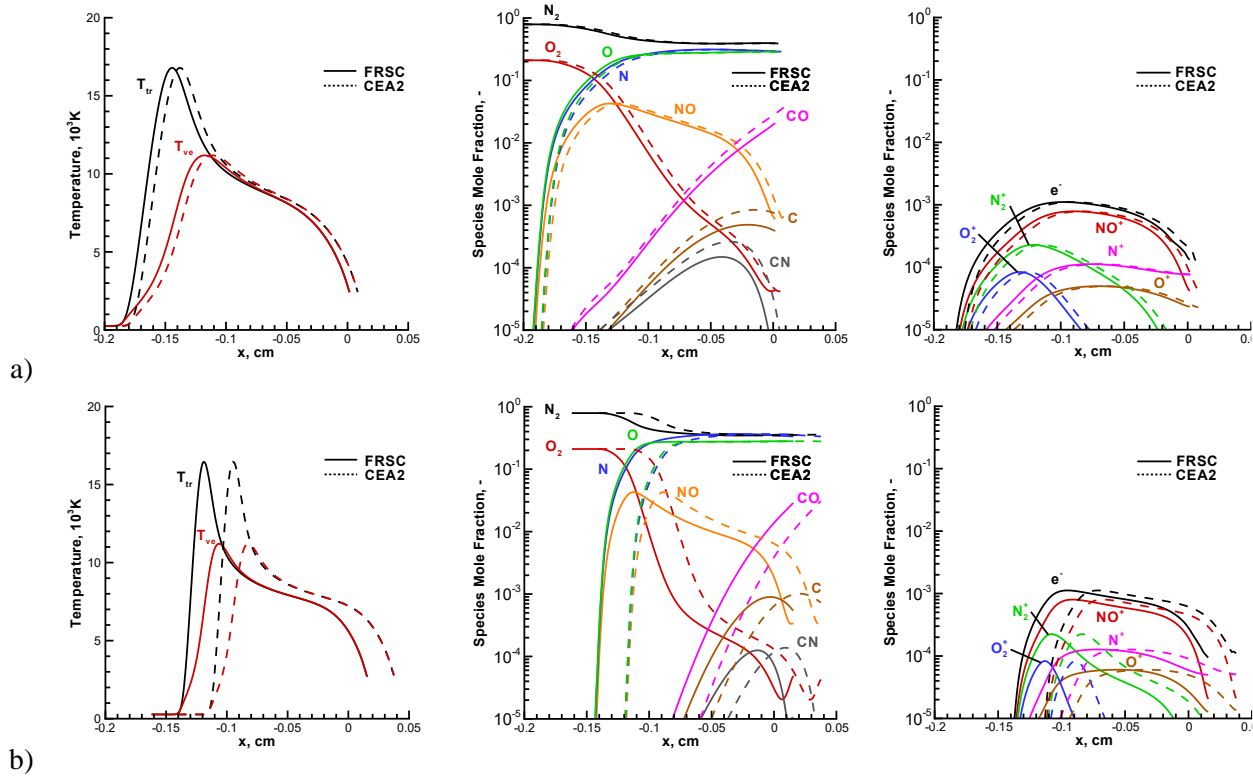 20
15
10
5
0
-0.2
-0.15
-0.1
-0.05
0
0.05
x, cm
Temperature, 10³K
T_tr
T_ve
FRSC
CEA2
10⁰
10⁻¹
10⁻²
10⁻³
10⁻⁴
10⁻⁵
-0.2
-0.15
-0.1
-0.05
0
0.05
x, cm
Species Mole Fraction, -
N₂
O₂
O
N
NO
CO
C
CN
FRSC
CEA2
10⁰
10⁻¹
10⁻²
10⁻³
10⁻⁴
10⁻⁵
-0.2
-0.15
-0.1
-0.05
0
0.05
x, cm
Species Mole Fraction, -
e⁻
N₂⁺
O₂⁺
NO⁺
N⁺
O⁺
FRSC
CEA2
a)
20
15
10
5
0
-0.2
-0.15
-0.1
-0.05
0
0.05
x, cm
Temperature, 10³K
T_tr
T_ve
FRSC
CEA2
10⁰
10⁻¹
10⁻²
10⁻³
10⁻⁴
10⁻⁵
-0.2
-0.15
-0.1
-0.05
0
0.05
x, cm
Species Mole Fraction, -
N₂
O₂
O
N
NO
CO
C
CN
FRSC
CEA2
10⁰
10⁻¹
10⁻²
10⁻³
10⁻⁴
10⁻⁵
-0.2
-0.15
-0.1
-0.05
0
0.05
x, cm
Species Mole Fraction, -
e⁻
N₂⁺
O₂⁺
NO⁺
N⁺
O⁺
FRSC
CEA2
b)